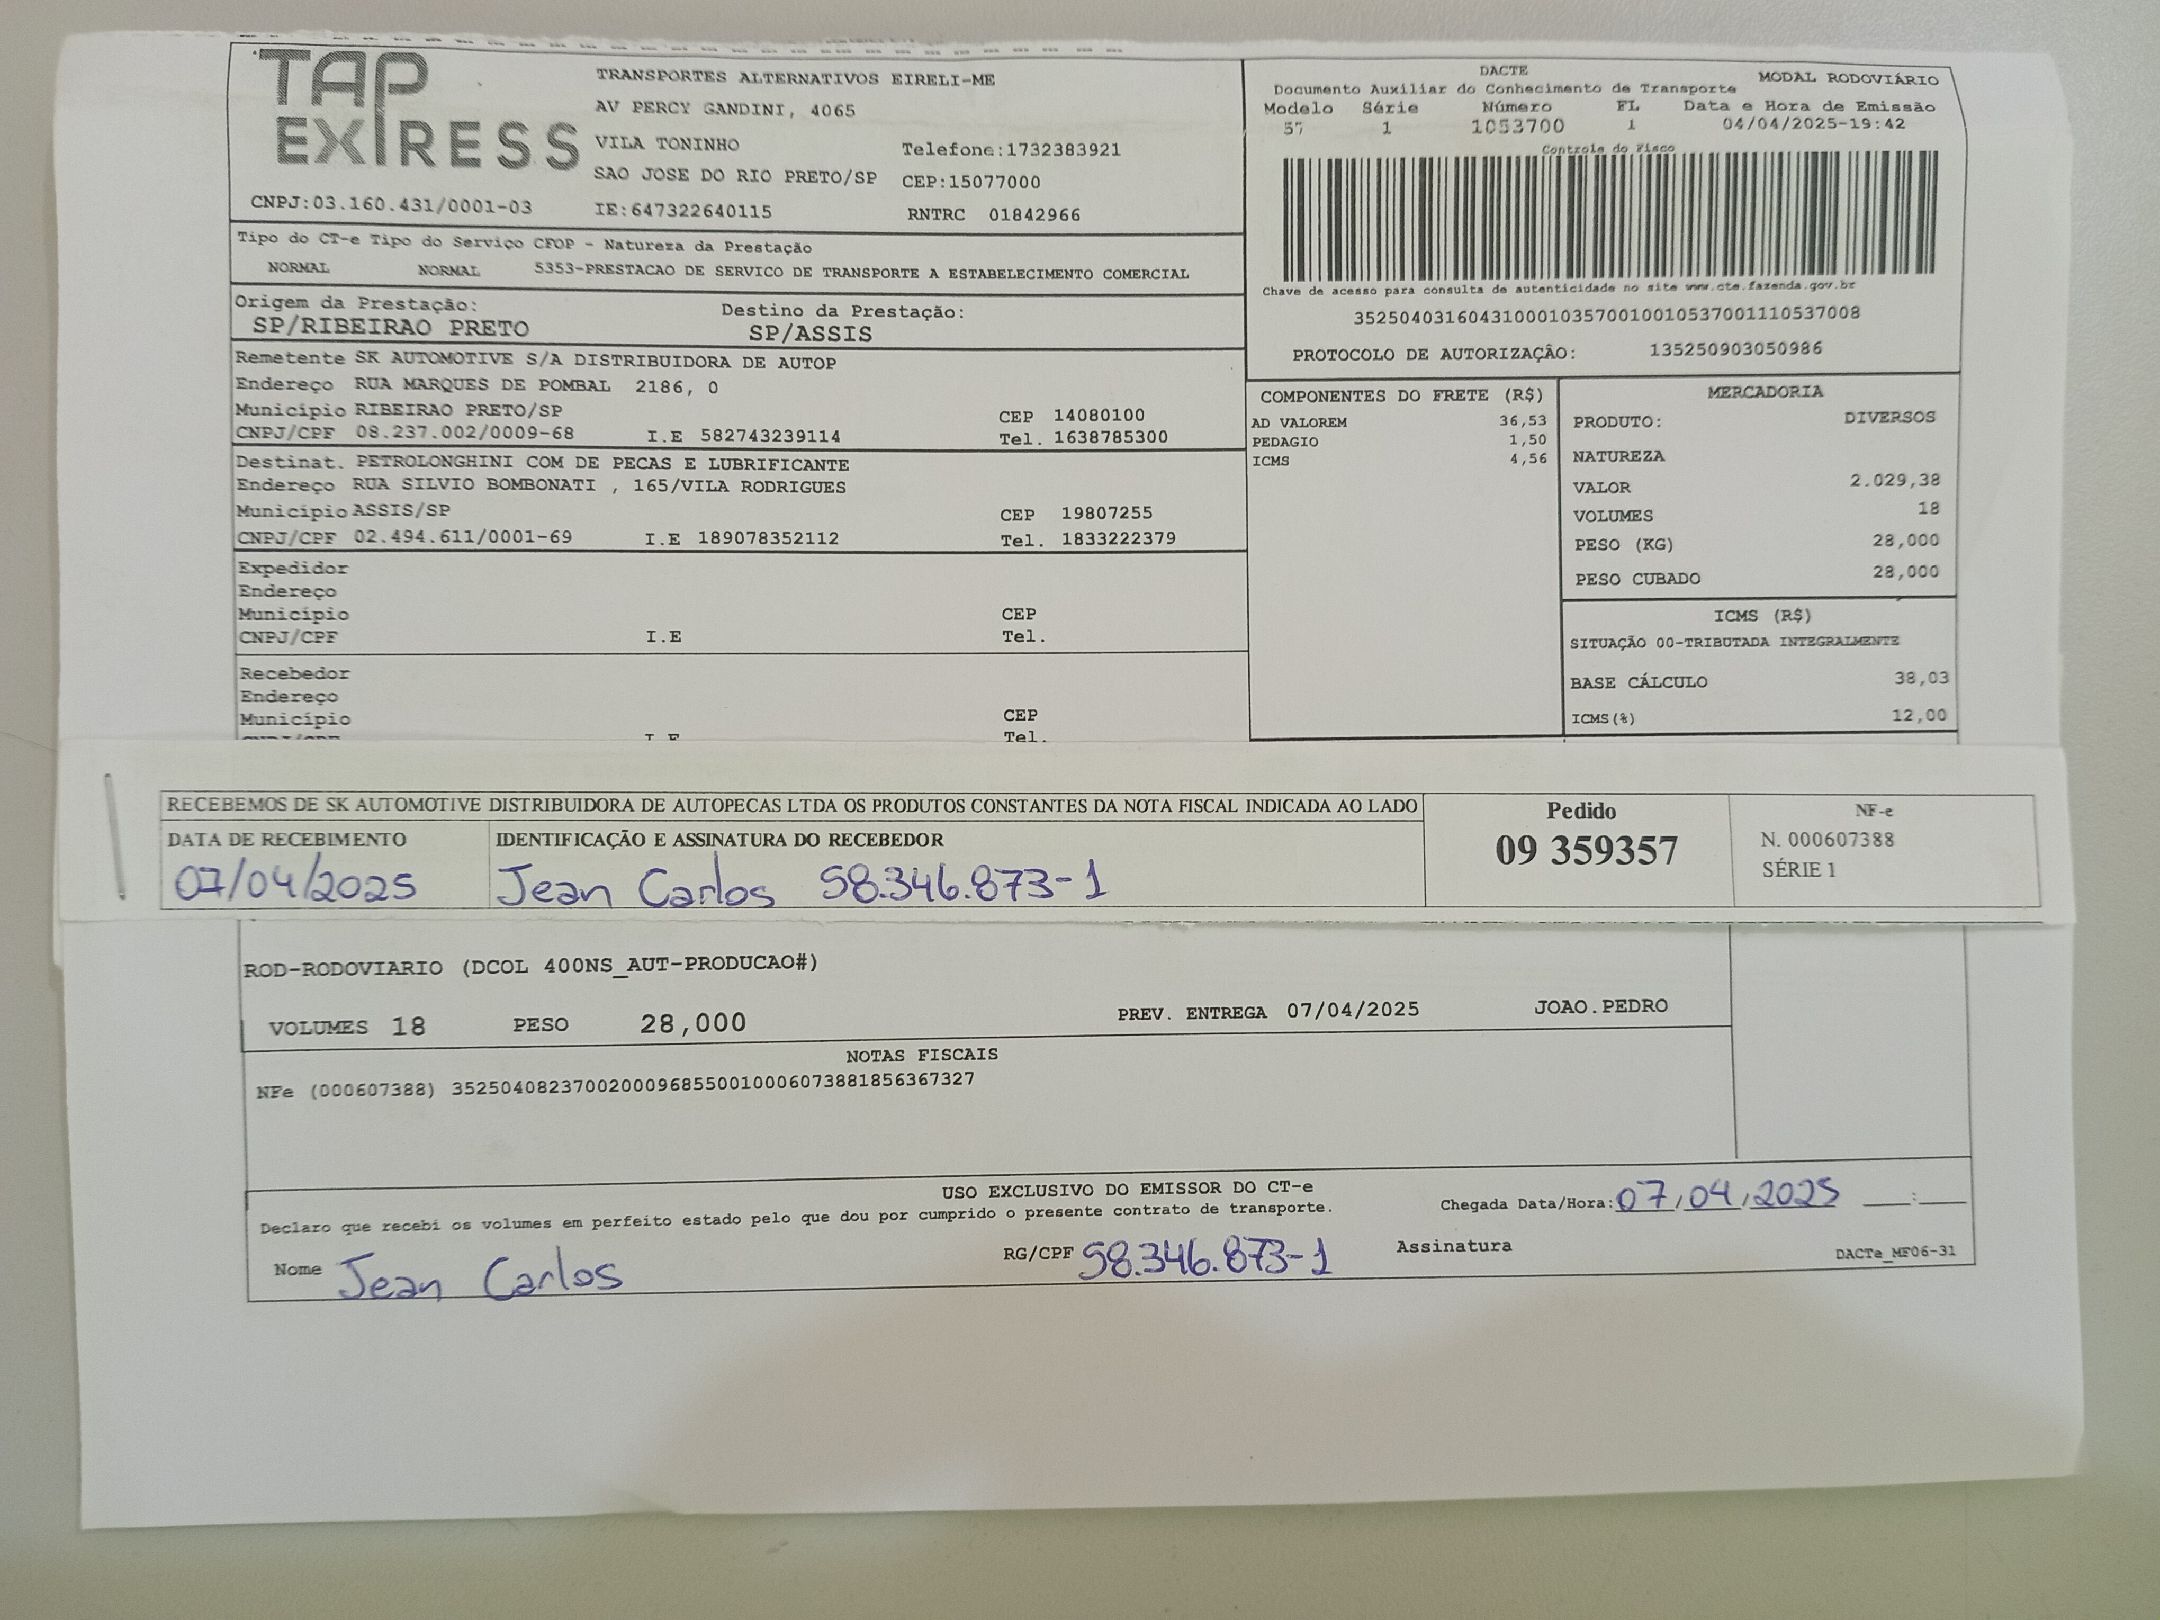 TAP EXPRESS
TRANSPORTES ALTERNATIVOS EIRELI-ME
AV PERCY GANDINI, 4065
VILA TONINHO Telefone:1732383921
SAO JOSE DO RIO PRETO/SP CEP:15077000
CNPJ:03.160.431/0001-03 IE:647322640115 RNTRC 01842966
DACTE MODAL RODOVIÁRIO
Documento Auxiliar do Conhecimento de Transporte
Modelo Série Número FL Data e Hora de Emissão
57 1 1053700 1 04/04/2025-19:42
Controle do Fisco
Chave de acesso para consulta de autenticidade no site www.cte.fazenda.gov.br
35250403160431000103570010010537001110537008
PROTOCOLO DE AUTORIZAÇÃO: 135250903050986
Tipo do CT-e Tipo do Serviço CFOP - Natureza da Prestação
NORMAL NORMAL 5353-PRESTACAO DE SERVICO DE TRANSPORTE A ESTABELECIMENTO COMERCIAL
Origem da Prestação: Destino da Prestação:
SP/RIBEIRAO PRETO SP/ASSIS
Remetente SK AUTOMOTIVE S/A DISTRIBUIDORA DE AUTOP
Endereço RUA MARQUES DE POMBAL 2186, 0
Município RIBEIRAO PRETO/SP CEP 14080100
CNPJ/CPF 08.237.002/0009-68 I.E 582743239114 Tel. 1638785300
Destinat. PETROLONGHINI COM DE PECAS E LUBRIFICANTE
Endereço RUA SILVIO BOMBONATI , 165/VILA RODRIGUES
Município ASSIS/SP CEP 19807255
CNPJ/CPF 02.494.611/0001-69 I.E 189078352112 Tel. 1833222379
Expedidor
Endereço
Município CEP
CNPJ/CPF I.E Tel.
Recebedor
Endereço
Município CEP
CNPJ/CPF I.E Tel.
COMPONENTES DO FRETE (R$)
AD VALOREM 36,53
PEDAGIO 1,50
ICMS 4,56
MERCADORIA
PRODUTO: DIVERSOS
NATUREZA
VALOR 2.029,38
VOLUMES 18
PESO (KG) 28,000
PESO CUBADO 28,000
ICMS (R$)
SITUAÇÃO 00-TRIBUTADA INTEGRALMENTE
BASE CÁLCULO 38,03
ICMS(%) 12,00
RECEBEMOS DE SK AUTOMOTIVE DISTRIBUIDORA DE AUTOPECAS LTDA OS PRODUTOS CONSTANTES DA NOTA FISCAL INDICADA AO LADO
DATA DE RECEBIMENTO IDENTIFICAÇÃO E ASSINATURA DO RECEBEDOR
07/04/2025 Jean Carlos 58.346.873-1
Pedido
09 359357
NF-e
N. 000607388
SÉRIE 1
ROD-RODOVIARIO (DCOL 400NS_AUT-PRODUCAO#)
VOLUMES 18 PESO 28,000 PREV. ENTREGA 07/04/2025 JOAO.PEDRO
NOTAS FISCAIS
NFe (000607388) 35250408237002000968550010006073881856367327
USO EXCLUSIVO DO EMISSOR DO CT-e
Declaro que recebi os volumes em perfeito estado pelo que dou por cumprido o presente contrato de transporte.
Chegada Data/Hora: 07/04/2025 __:__
Nome Jean Carlos RG/CPF 58.346.873-1 Assinatura
DACTe_MF06-31